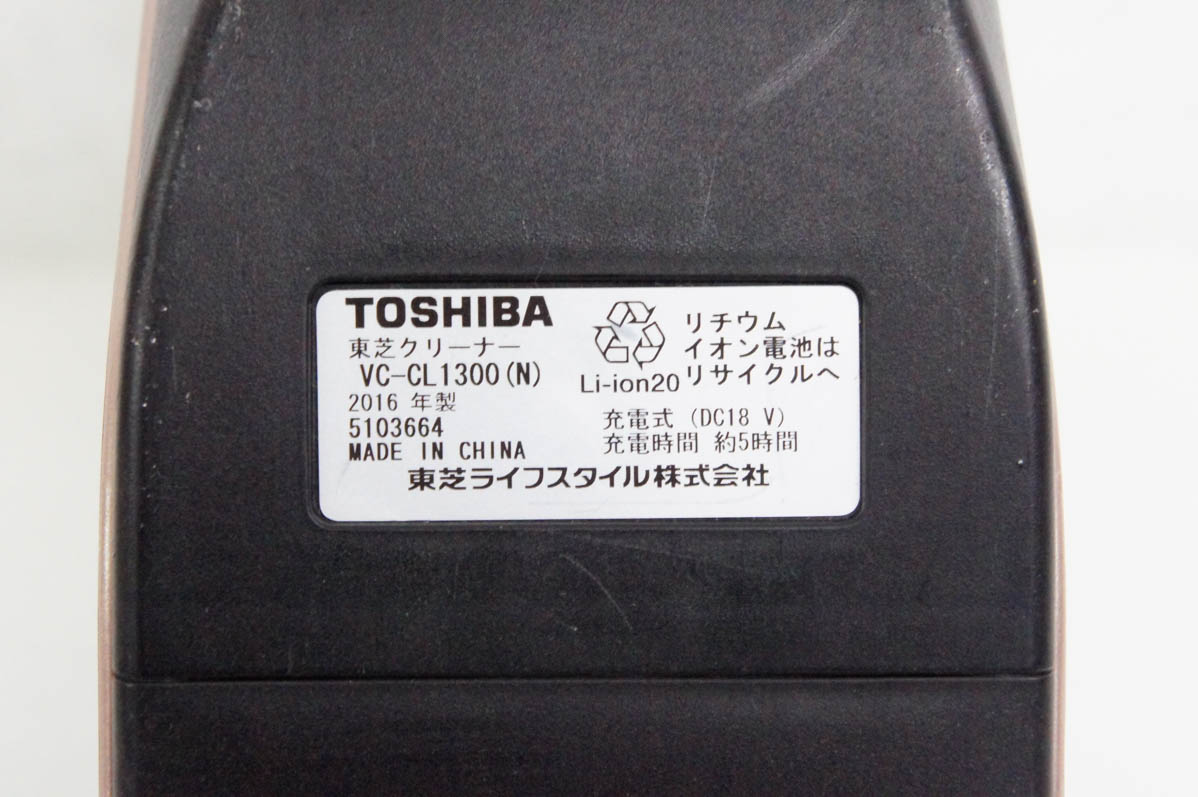 TOSHIBA
東芝クリーナー
VC-CL1300(N)
2016 年製
5103664
MADE IN CHINA
Li-ion20
リチウム
イオン電池は
リサイクルへ
充電式 (DC18 V)
充電時間 約5時間
東芝ライフスタイル株式会社